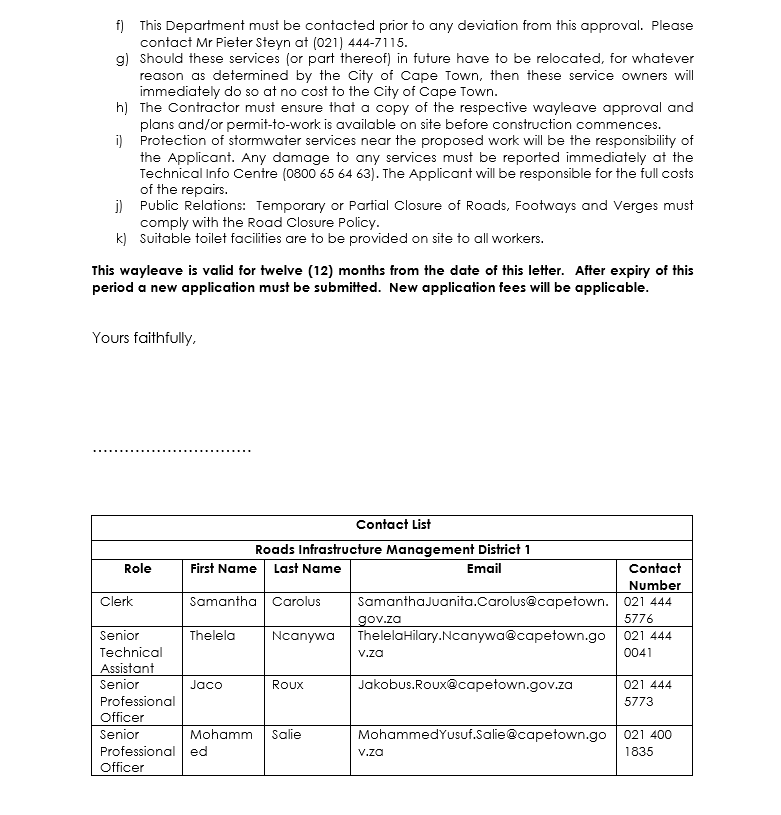 f) This Department must be contacted prior to any deviation from this approval. Please
contact Mr Pieter Steyn at (021) 444-7115.
g) Should these services (or part thereof) in future have to be relocated, for whatever
reason as determined by the City of Cape Town, then these service owners will
immediately do so at no cost to the City of Cape Town.
h) The Contractor must ensure that a copy of the respective wayleave approval and
plans and/or permit-to-work is available on site before construction commences.
i) Protection of stormwater services near the proposed work will be the responsibility of
the Applicant. Any damage to any services must be reported immediately at the
Technical Info Centre (0800 65 64 63). The Applicant will be responsible for the full costs
of the repairs.
j) Public Relations: Temporary or Partial Closure of Roads, Footways and Verges must
comply with the Road Closure Policy.
k) Suitable toilet facilities are to be provided on site to all workers.
This wayleave is valid for twelve (12) months from the date of this letter. After expiry of this
period a new application must be submitted. New application fees will be applicable.
Yours faithfully,
..............................
Contact List
Roads Infrastructure Management District 1
Role First Name Last Name Email Contact
Number
Clerk Samantha Carolus SamanthaJuanita.Carolus@capetown. 021 444
gov.za 5776
Senior Thelela Ncanywa ThelelaHilary.Ncanywa@capetown.go 021 444
Technical v.za 0041
Assistant
Senior Jaco Roux Jakobus.Roux@capetown.gov.za 021 444
Professional 5773
Officer
Senior Mohamm Salie MohammedYusuf.Salie@capetown.go 021 400
Professional ed v.za 1835
Officer